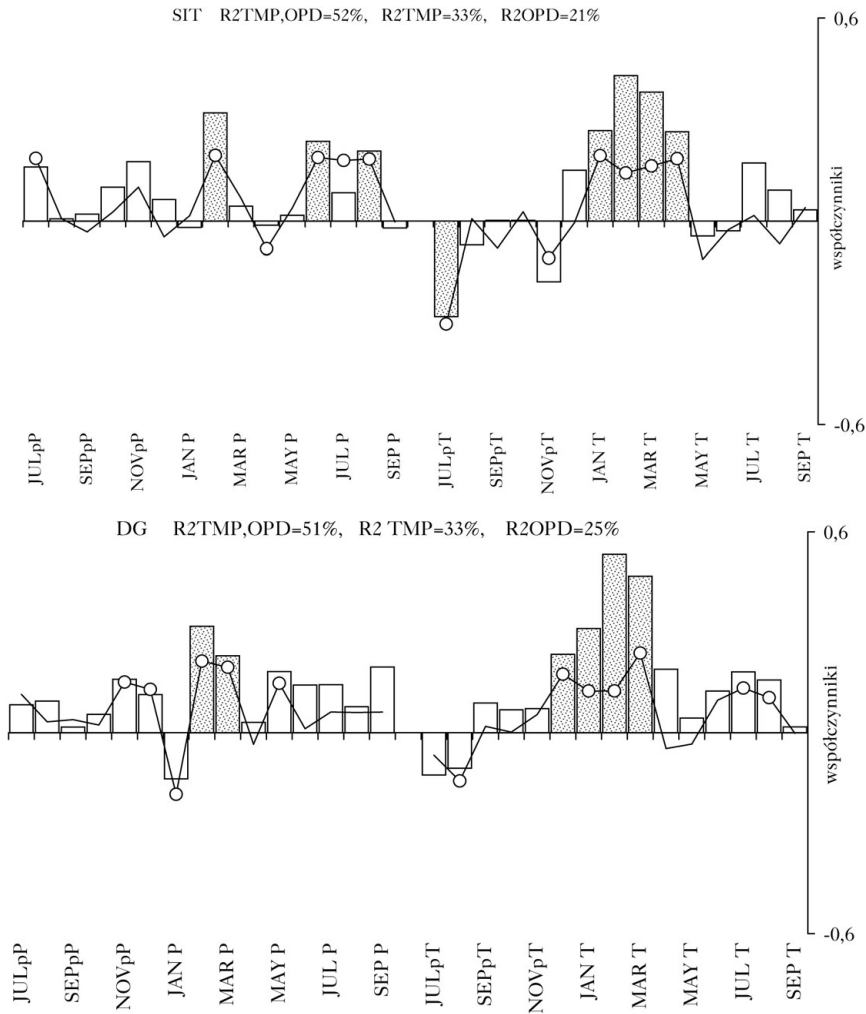 SIT R2TMP,OPD=52%, R2TMP=33%, R2OPD=21%
0,6
współczynniki
-0,6
JULpP SEPpP NOVpP JAN P MAR P MAY P JUL P SEP P JULpT SEPpT NOVpT JAN T MAR T MAY T JUL T SEP T
DG R2TMP,OPD=51%, R2 TMP=33%, R2OPD=25%
0,6
współczynniki
-0,6
JULpP SEPpP NOVpP JAN P MAR P MAY P JUL P SEP P JULpT SEPpT NOVpT JAN T MAR T MAY T JUL T SEP T